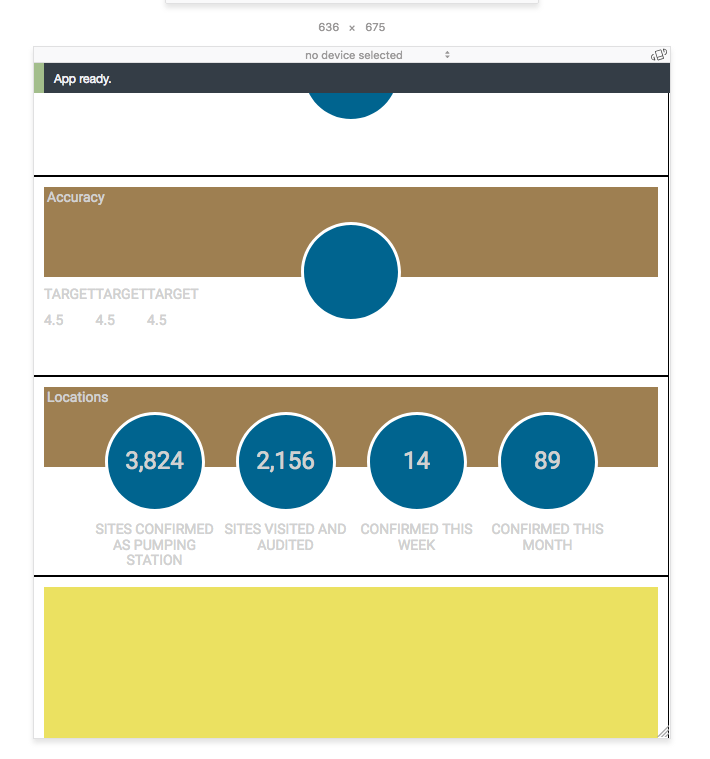 636 x 675
no device selected
App ready.
Accuracy
TARGETTARGETTARGET
4.5 4.5 4.5
Locations
3,824 2,156 14 89
SITES CONFIRMED SITES VISITED AND CONFIRMED THIS CONFIRMED THIS
AS PUMPING AUDITED WEEK MONTH
STATION